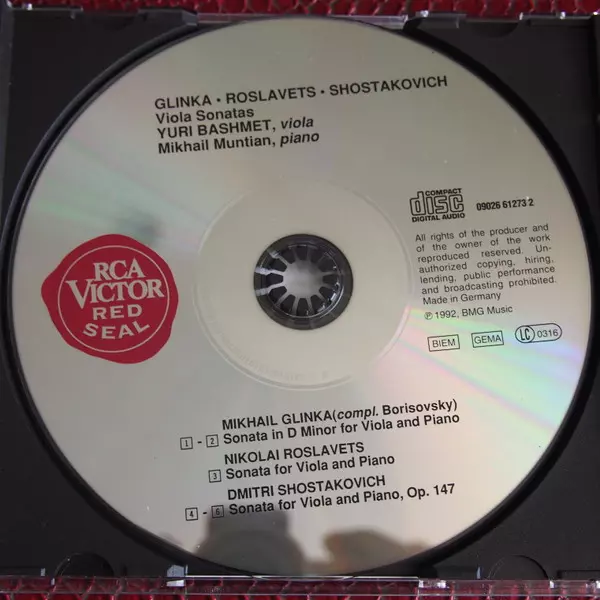 GLINKA • ROSLAVETS • SHOSTAKOVICH
Viola Sonatas
YURI BASHMET, viola
Mikhail Muntian, piano
COMPACT
disc
DIGITAL AUDIO
09026 61273 2
All rights of the producer and
of the owner of the work
reproduced reserved. Un-
authorized copying, hiring,
lending, public performance
and broadcasting prohibited.
Made in Germany
℗ 1992, BMG Music
BIEM
GEMA
LC 0316
RCA
VICTOR
RED
SEAL
MIKHAIL GLINKA(compl. Borisovsky)
1 - 2 Sonata in D Minor for Viola and Piano
NIKOLAI ROSLAVETS
3 Sonata for Viola and Piano
DMITRI SHOSTAKOVICH
4 - 6 Sonata for Viola and Piano, Op. 147